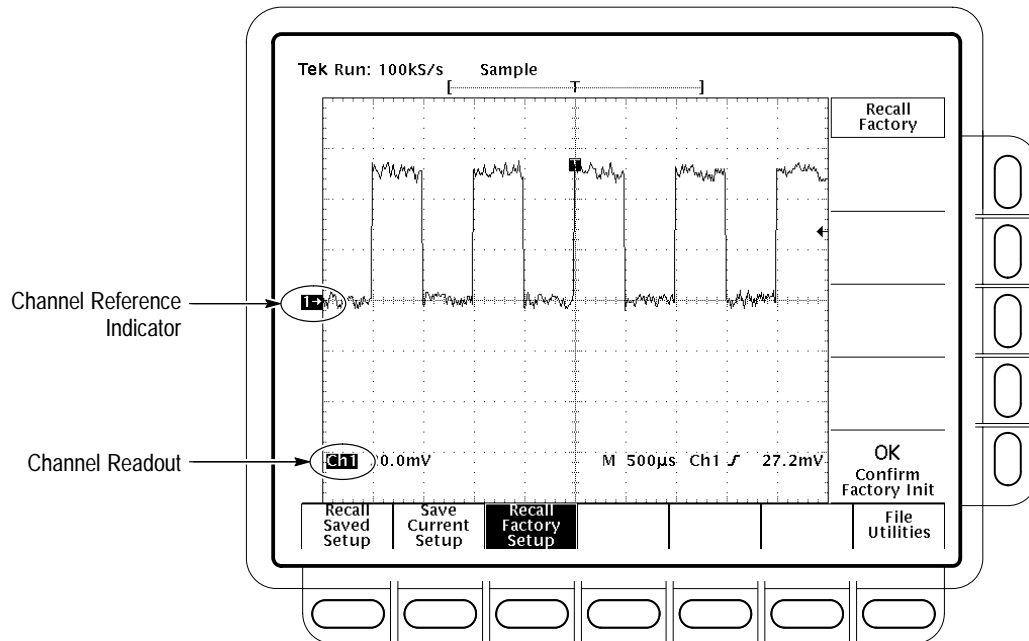 Tek Run: 100kS/s Sample
T
Recall
Factory
T
Channel Reference
Indicator
1→
Channel Readout
Ch1 0.0mV M 500µs Ch1 27.2mV
OK
Confirm
Factory Init
Recall
Saved
Setup
Save
Current
Setup
Recall
Factory
Setup
File
Utilities